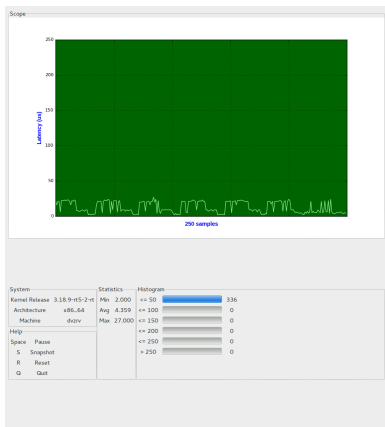 Scope
250
200
150
100
50
0
Latency (us)
250 samples
System
Kernel Release 3.18.9-rt5-2-rt
Architecture x86_64
Machine dvzrv
Help
Space Pause
S Snapshot
R Reset
Q Quit
Statistics
Min 2.000
Avg 4.359
Max 27.000
Histogram
<= 50 336
<= 100 0
<= 150 0
<= 200 0
<= 250 0
> 250 0